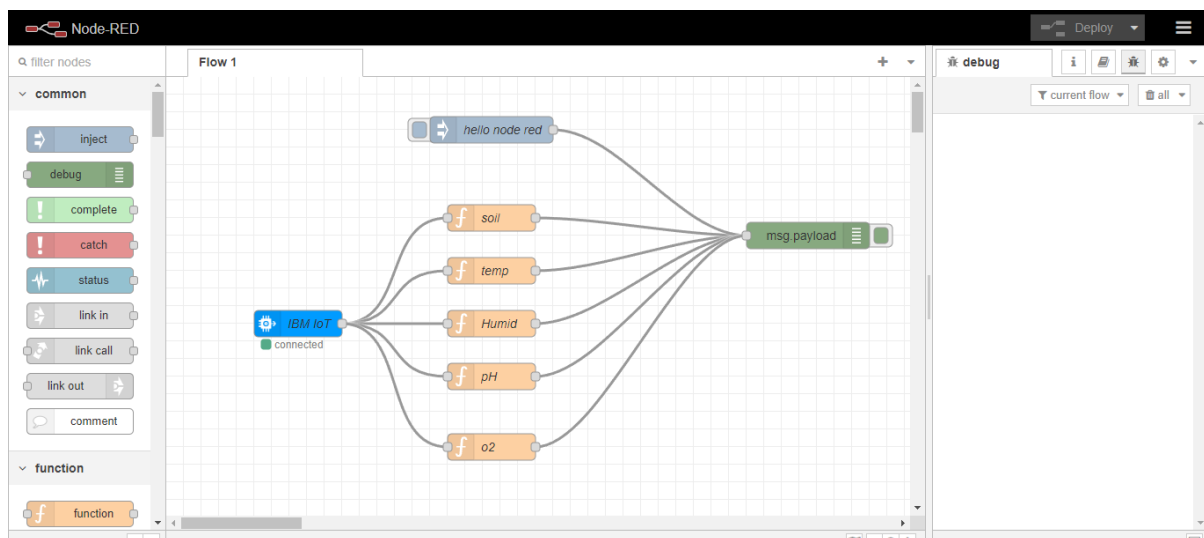 Node-RED
Deploy
filter nodes
Flow 1
debug
i
common
current flow
all
inject
hello node red
debug
complete
soil
catch
msg.payload
temp
status
link in
IBM IoT
Humid
connected
link call
pH
link out
comment
o2
function
function